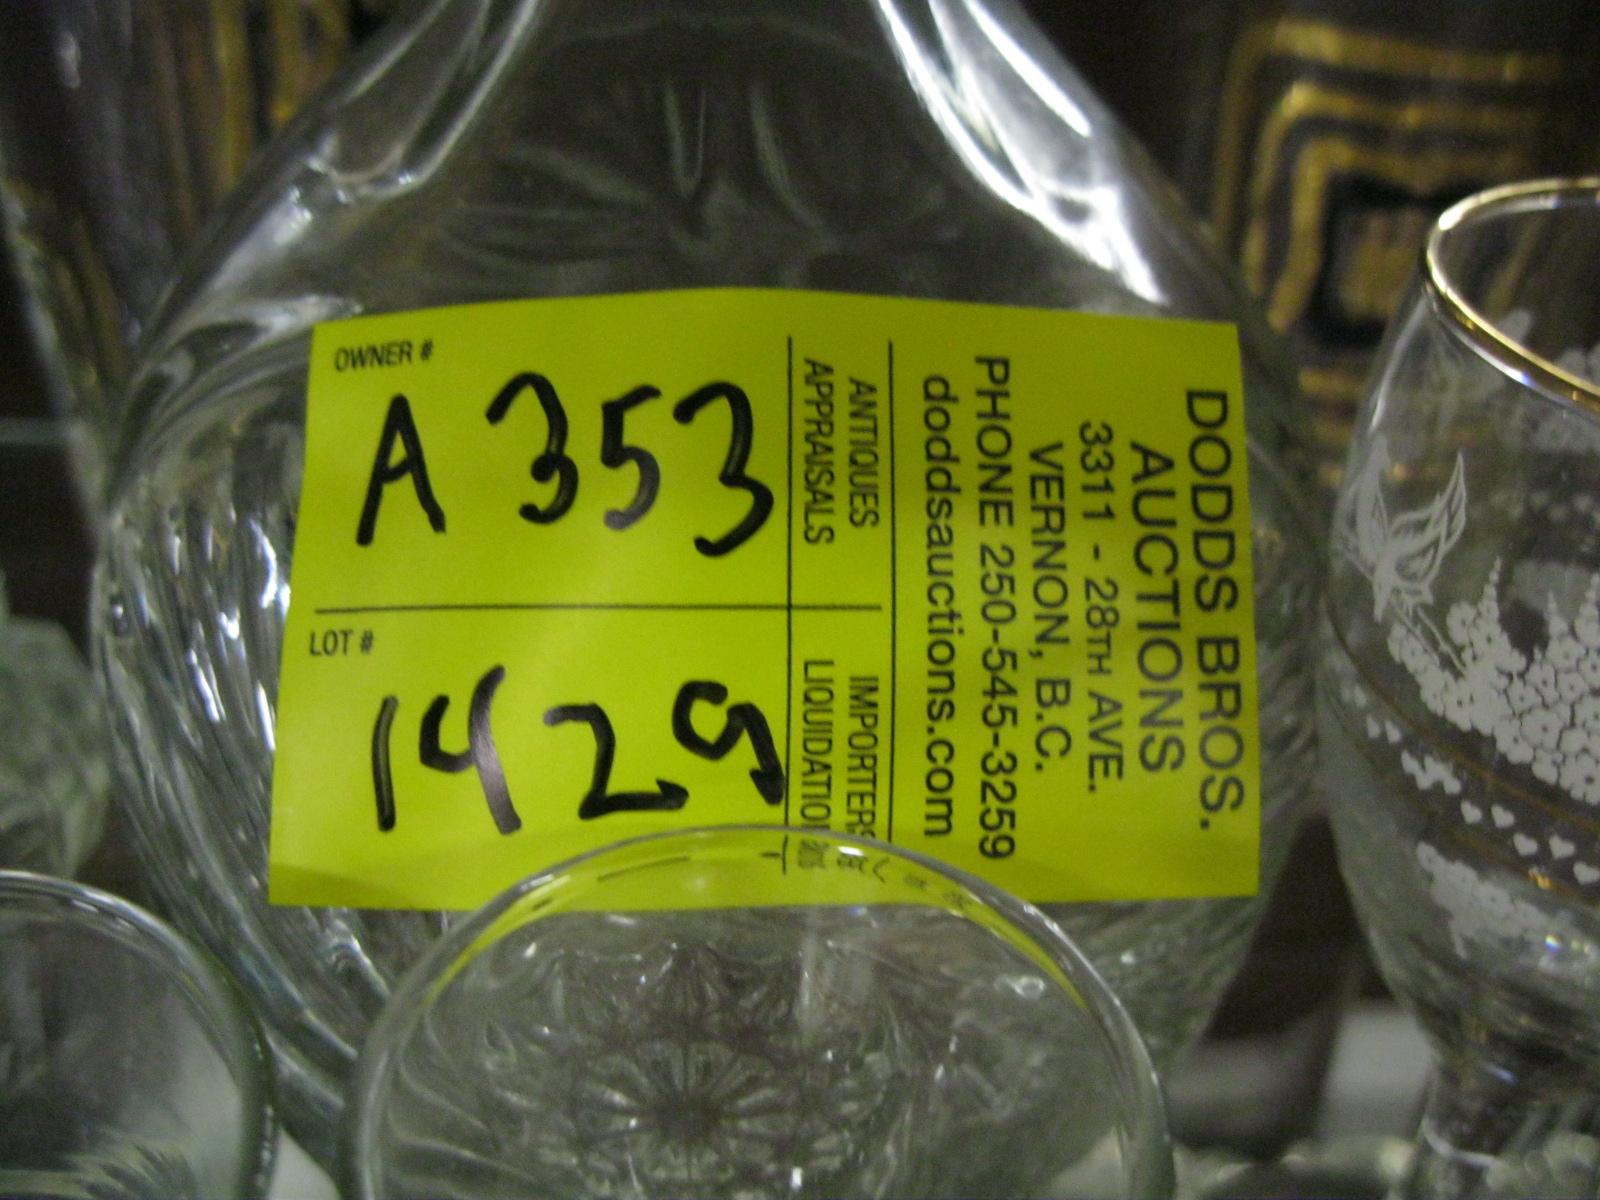 OWNER #
A 353
LOT #
1429
ANTIQUES
APPRAISALS
IMPORTERS
LIQUIDATIO
DODDS BROS.
AUCTIONS
3311 - 28TH AVE.
VERNON, B.C.
PHONE 250-545-3259
doddsauctions.com